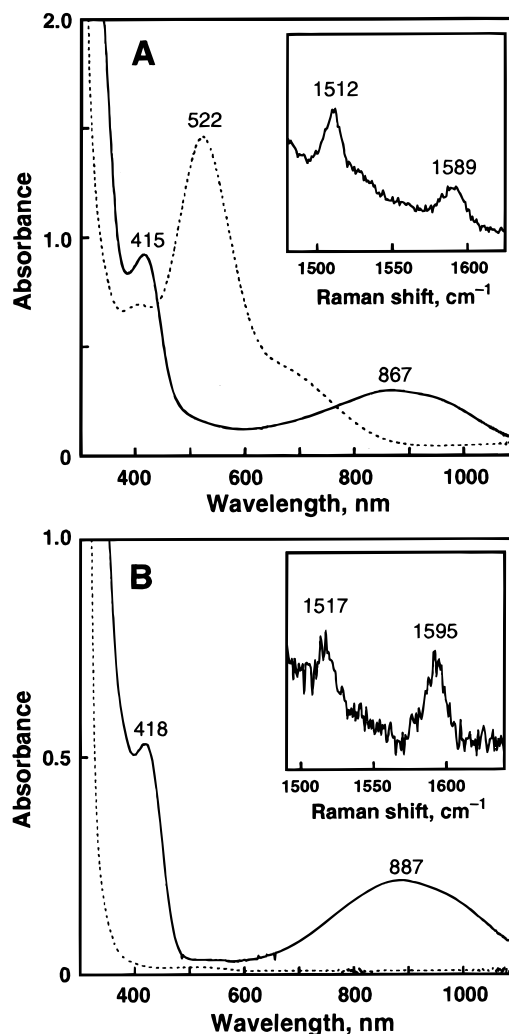 2.0
A
522
415
867
1.0
0
Absorbance
400 600 800 1000
Wavelength, nm
1512
1589
1500 1550 1600
Raman shift, cm⁻¹
1.0
B
418
887
0.5
0
Absorbance
400 600 800 1000
Wavelength, nm
1517
1595
1500 1550 1600
Raman shift, cm⁻¹